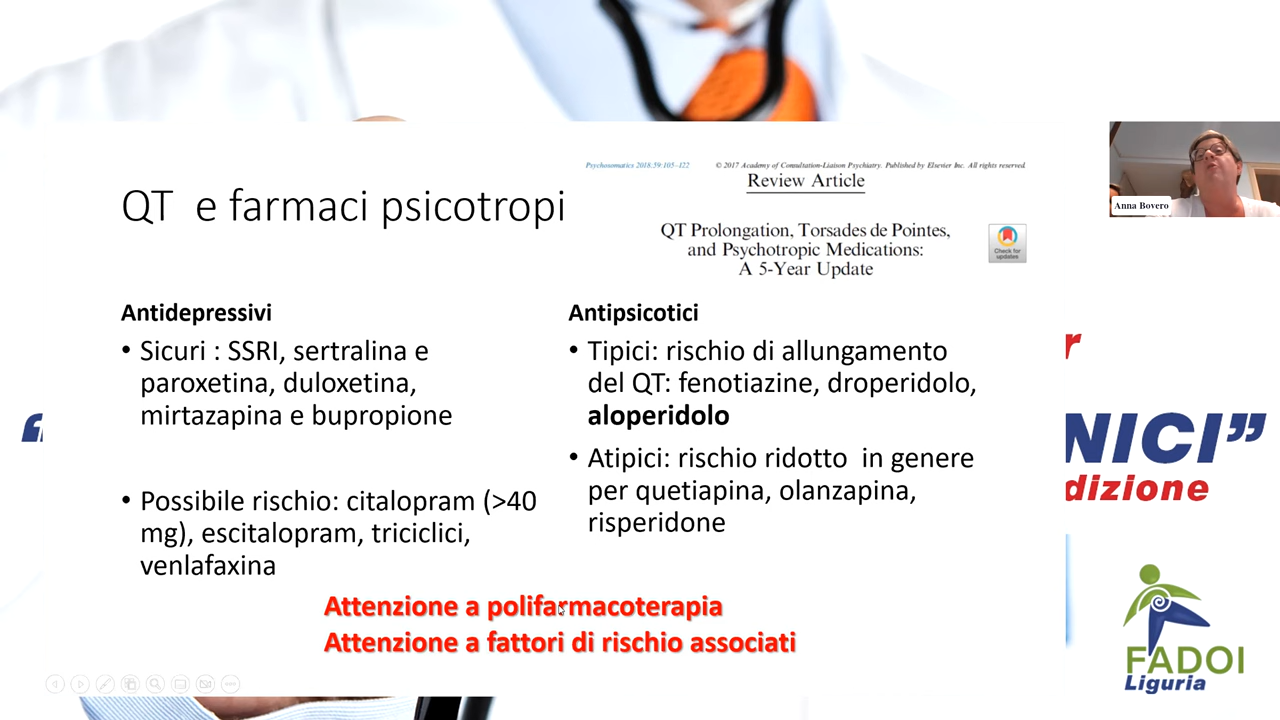 Psychosomatics 2018:59:105–122
© 2017 Academy of Consultation-Liaison Psychiatry. Published by Elsevier Inc. All rights reserved.
Review Article
QT e farmaci psicotropi
QT Prolongation, Torsades de Pointes,
and Psychotropic Medications:
A 5-Year Update
Check for
updates
Anna Bovero
Antidepressivi
• Sicuri : SSRI, sertralina e
paroxetina, duloxetina,
mirtazapina e bupropione
• Possibile rischio: citalopram (>40
mg), escitalopram, triciclici,
venlafaxina
Antipsicotici
• Tipici: rischio di allungamento
del QT: fenotiazine, droperidolo,
aloperidolo
• Atipici: rischio ridotto in genere
per quetiapina, olanzapina,
risperidone
Attenzione a polifarmacoterapia
Attenzione a fattori di rischio associati
“
r
NICI”
dizione
FADOI
Liguria